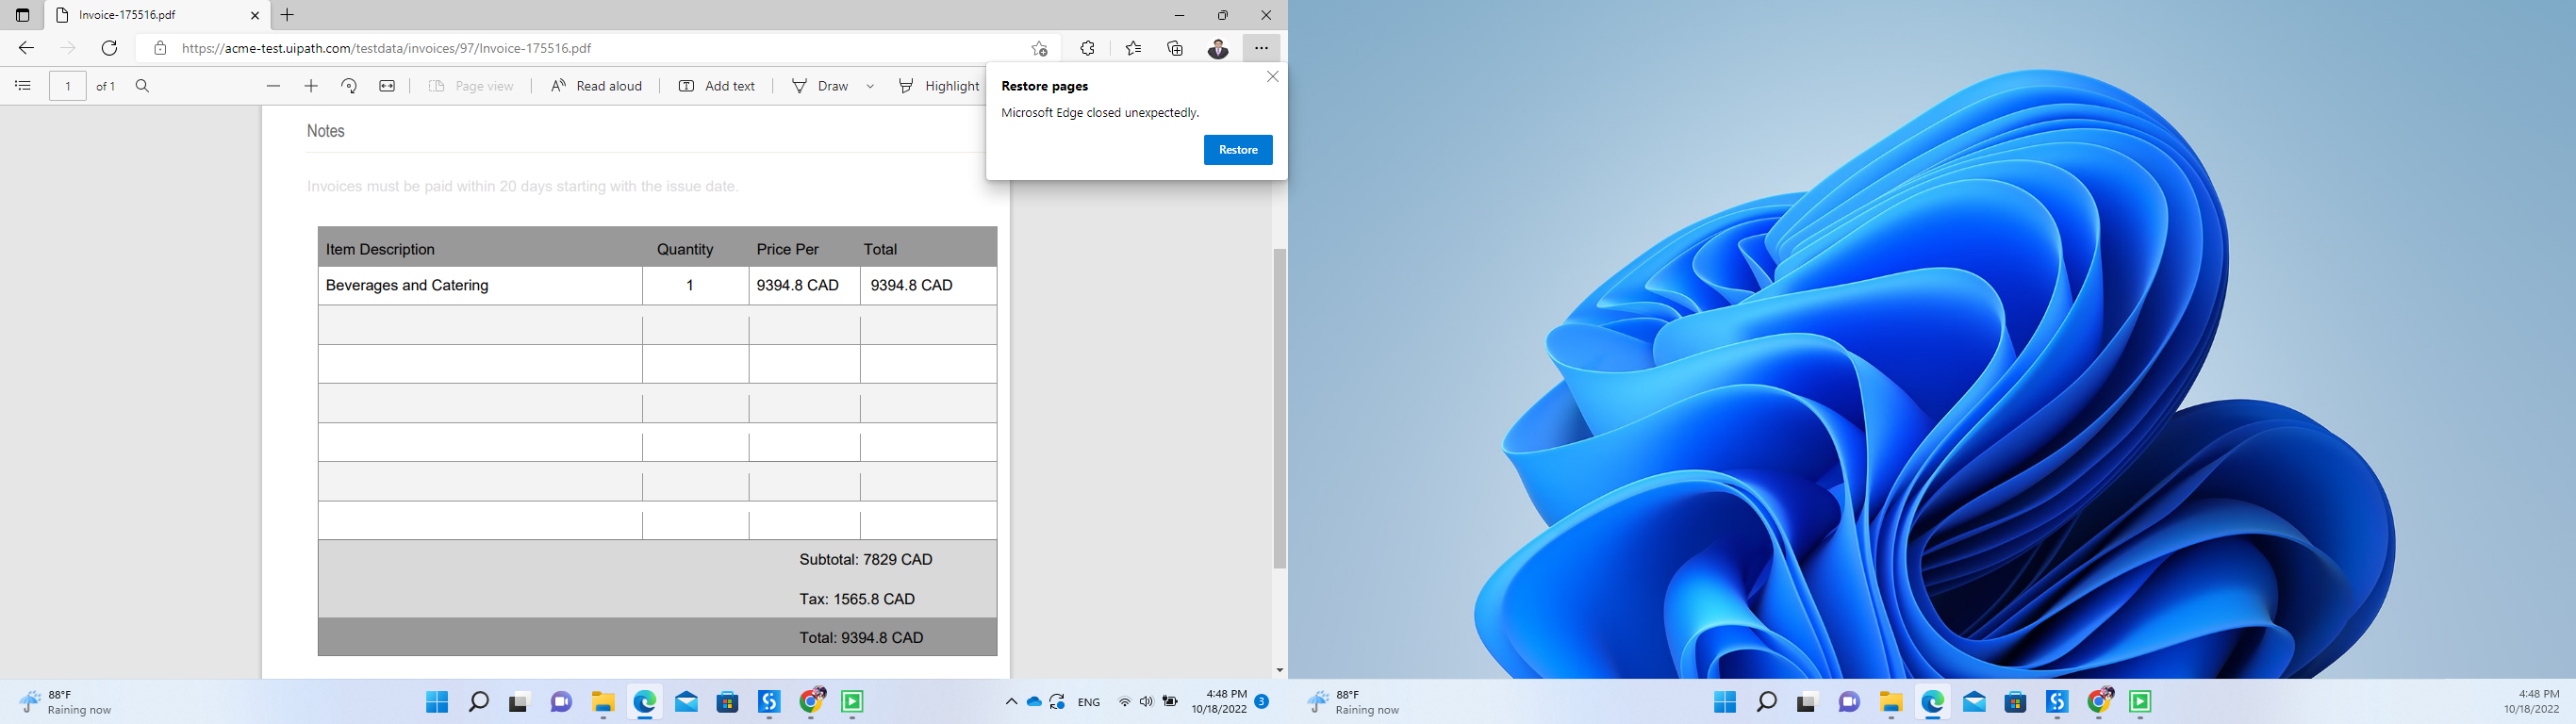 Invoice-175516.pdf
https://acme-test.uipath.com/testdata/invoices/97/Invoice-175516.pdf
1 of 1 Page view Read aloud Add text Draw Highlight
Restore pages
Microsoft Edge closed unexpectedly.
Restore
Notes
Invoices must be paid within 20 days starting with the issue date.
Item Description Quantity Price Per Total
Beverages and Catering 1 9394.8 CAD 9394.8 CAD
Subtotal: 7829 CAD
Tax: 1565.8 CAD
Total: 9394.8 CAD
88°F
Raining now
ENG
4:48 PM
10/18/2022
3
88°F
Raining now
4:48 PM
10/18/2022